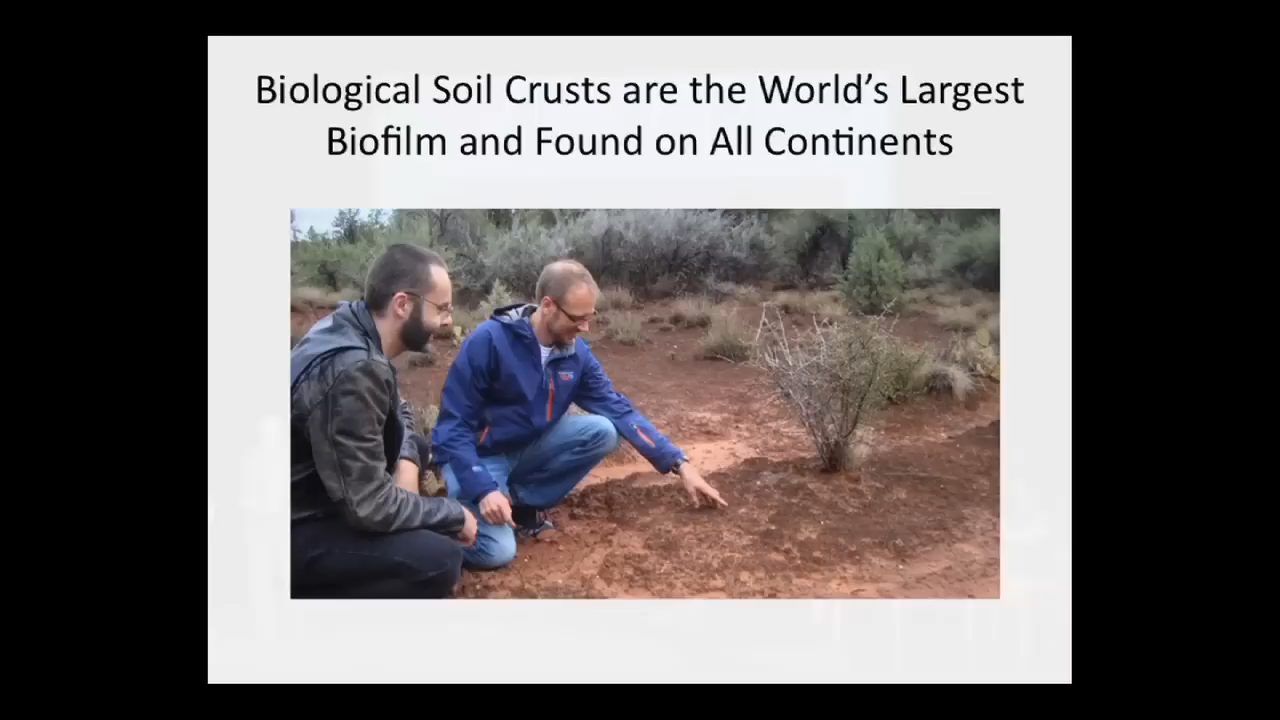 Biological Soil Crusts are the World’s Largest
Biofilm and Found on All Continents